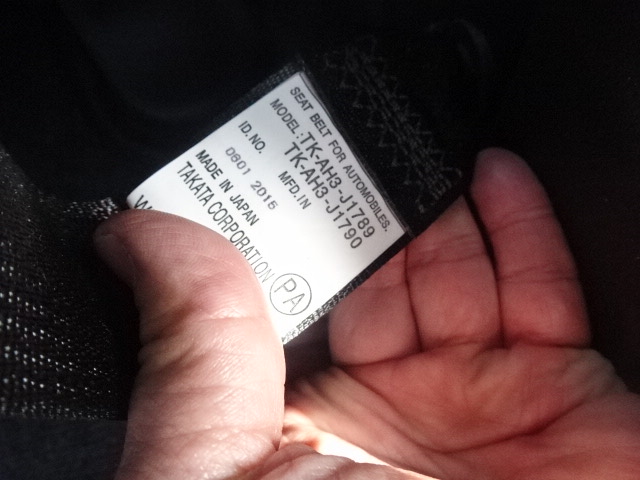 SEAT BELT FOR AUTOMOBILES.
MODEL: TK-AH3-J1789
TK-AH3-J1790
ID.NO. MFD.IN
0601 2015
MADE IN JAPAN
TAKATA CORPORATION
PA